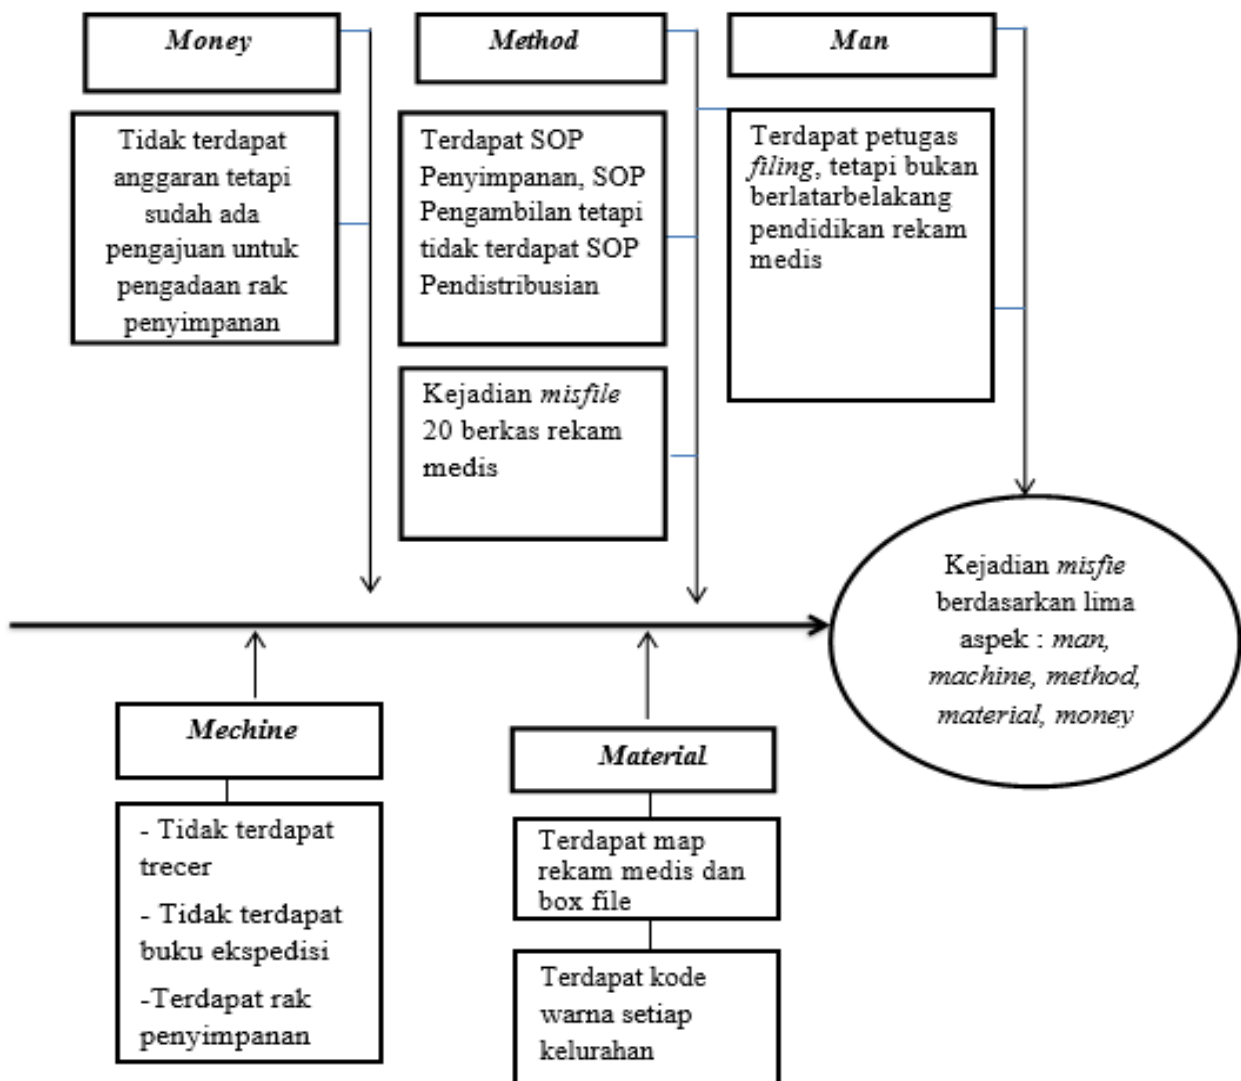 Money
Tidak terdapat
anggaran tetapi
sudah ada
pengajuan untuk
pengadaan rak
penyimpanan
Method
Terdapat SOP
Penyimpanan, SOP
Pengambilan tetapi
tidak terdapat SOP
Pendistribusian
Kejadian misfile
20 berkas rekam
medis
Man
Terdapat petugas
filing, tetapi bukan
berlatarbelakang
pendidikan rekam
medis
Kejadian misfie
berdasarkan lima
aspek : man,
machine, method,
material, money
Mechine
- Tidak terdapat
trecer
- Tidak terdapat
buku ekspedisi
-Terdapat rak
penyimpanan
Material
Terdapat map
rekam medis dan
box file
Terdapat kode
warna setiap
kelurahan